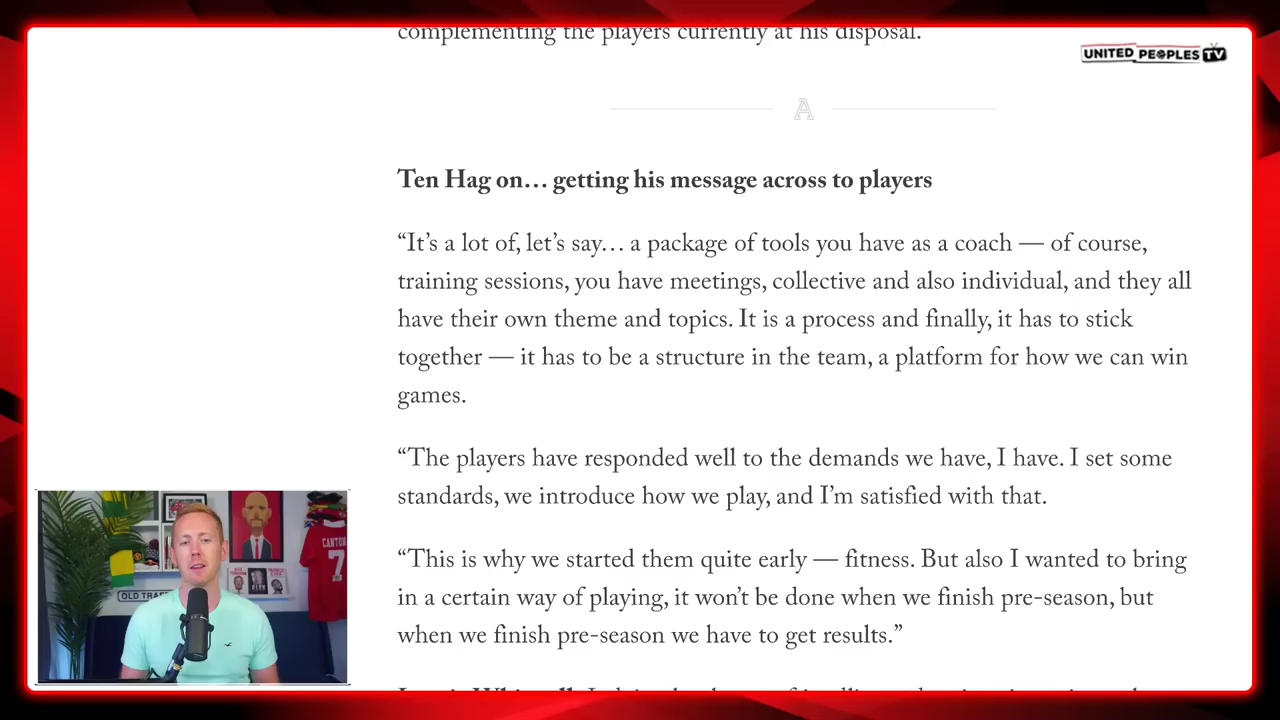 complementing the players currently at his disposal.
UNITED PEOPLES TV
A
Ten Hag on… getting his message across to players
“It’s a lot of, let’s say… a package of tools you have as a coach — of course,
training sessions, you have meetings, collective and also individual, and they all
have their own theme and topics. It is a process and finally, it has to stick
together — it has to be a structure in the team, a platform for how we can win
games.
“The players have responded well to the demands we have, I have. I set some
standards, we introduce how we play, and I’m satisfied with that.
“This is why we started them quite early — fitness. But also I wanted to bring
in a certain way of playing, it won’t be done when we finish pre-season, but
when we finish pre-season we have to get results.”
CANTONA
7
OLD TRAFF